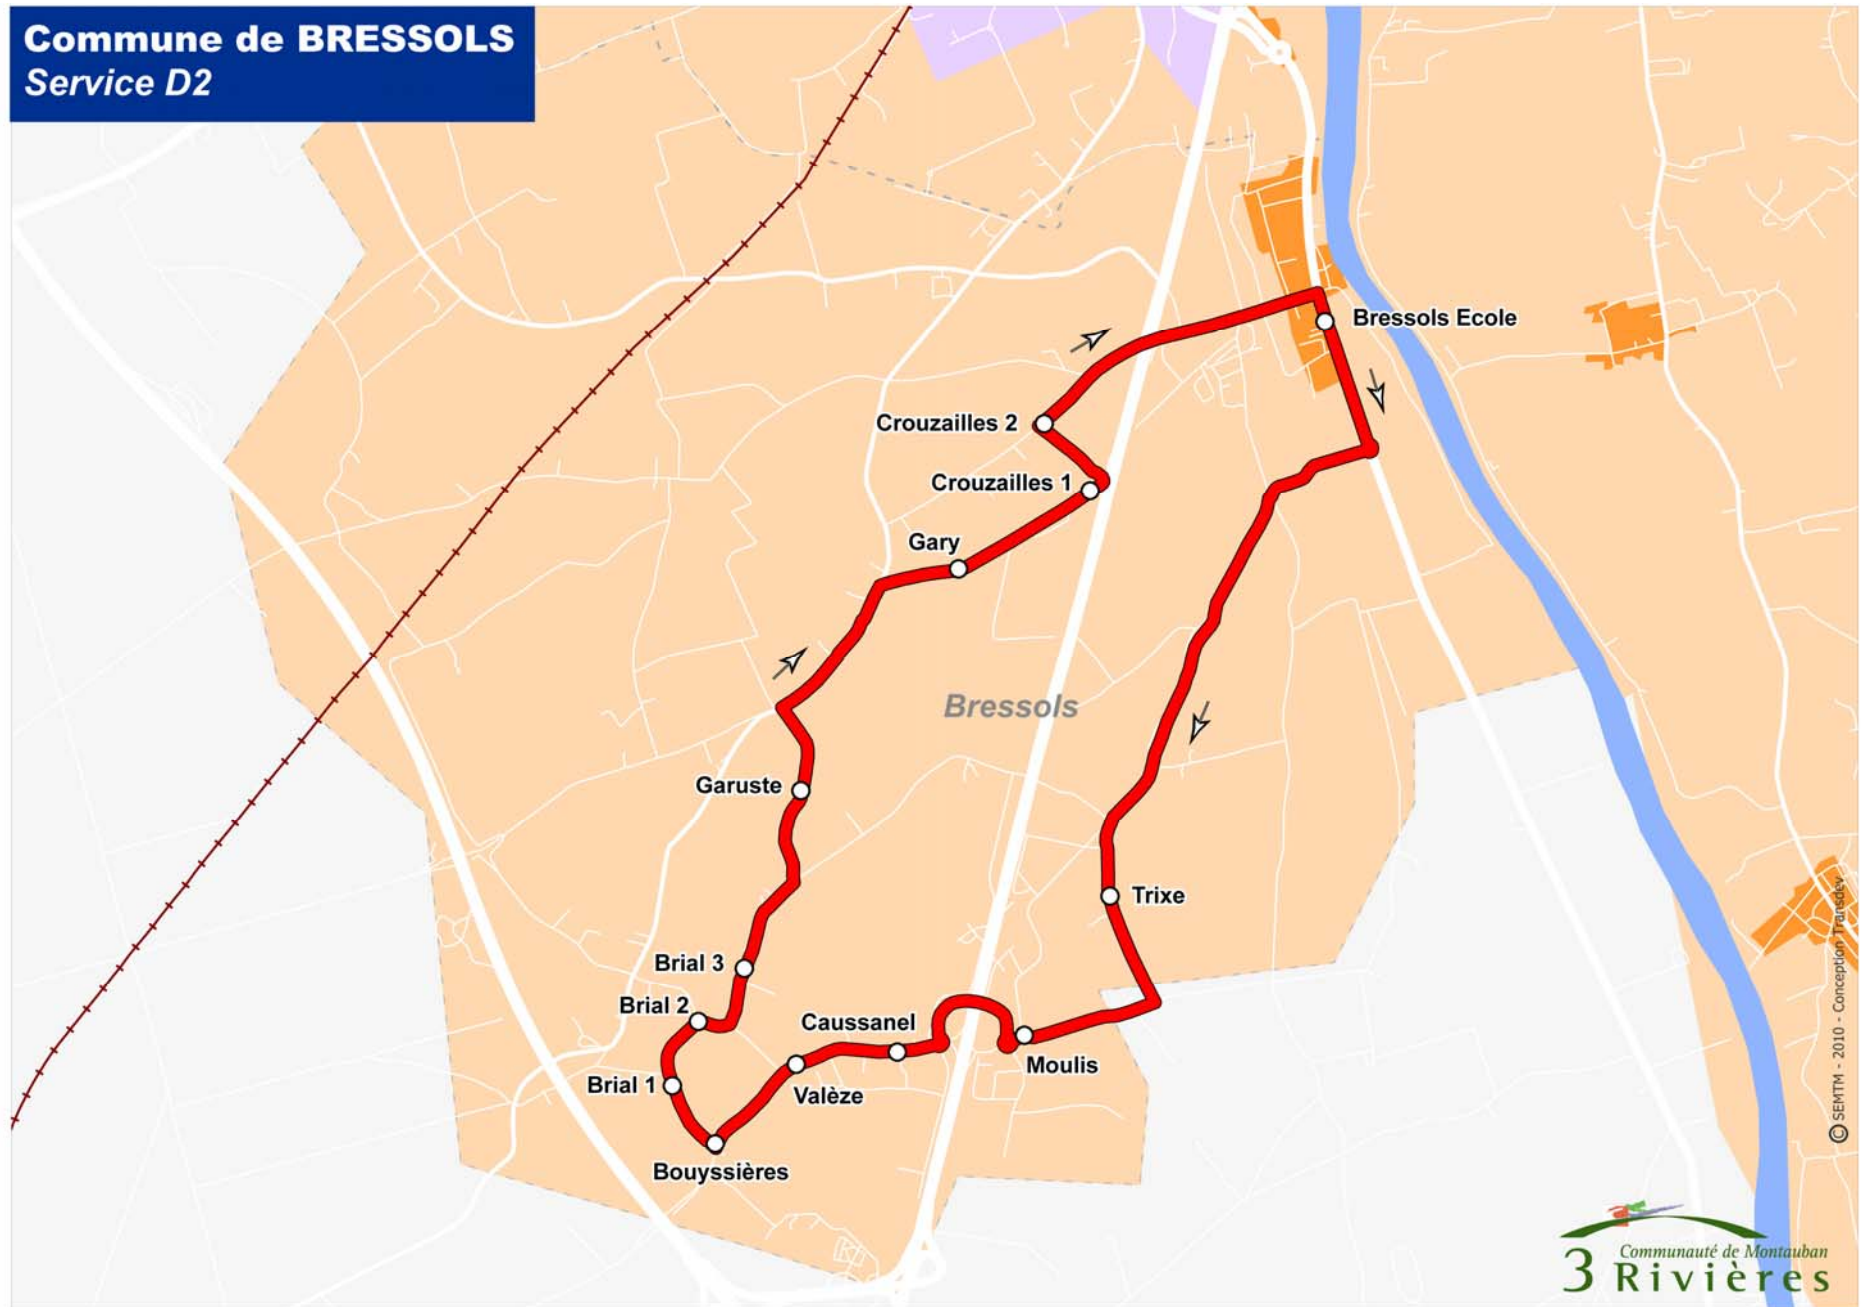 Commune de BRESSOLS
Service D2
Bressols Ecole
Crouzailles 2
Crouzailles 1
Gary
Bressols
Garuste
Trixe
Brial 3
Brial 2
Caussanel
Moulis
Brial 1
Valèze
Bouyssières
© SEMTM - 2010 - Conception Transdev
Communauté de Montauban
3 Rivières